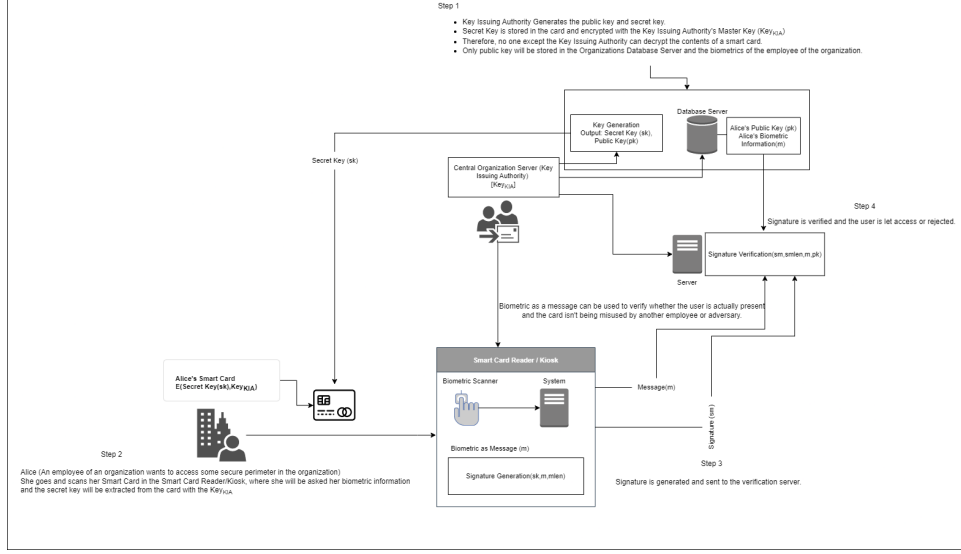 Step 1
• Key Issuing Authority Generates the public key and secret key.
• Secret Key is stored in the card and encrypted with the Key Issuing Authority's Master Key (KeyKIA)
• Therefore, no one except the Key Issuing Authority can decrypt the contents of a smart card.
• Only public key will be stored in the Organizations Database Server and the biometrics of the employee of the organization.
Database Server
Key Generation
Output: Secret Key (sk),
Public Key(pk)
Alice's Public Key (pk)
Alice's Biometric
Information(m)
Secret Key (sk)
Central Organization Server (Key
Issuing Authority)
[KeyKIA]
Step 4
Signature is verified and the user is let access or rejected.
Signature Verification(sm,smlen,m,pk)
Server
Biometric as a message can be used to verify whether the user is actually present
and the card isn't being misused by another employee or adversary.
Smart Card Reader / Kiosk
Alice's Smart Card
E(Secret Key(sk),KeyKIA)
Biometric Scanner
System
Message(m)
Signature (sm)
Biometric as Message (m)
Signature Generation(sk,m,mlen)
Step 2
Alice (An employee of an organization wants to access some secure perimeter in the organization)
She goes and scans her Smart Card in the Smart Card Reader/Kiosk, where she will be asked her biometric information
and the secret key will be extracted from the card with the KeyKIA
Step 3
Signature is generated and sent to the verification server.